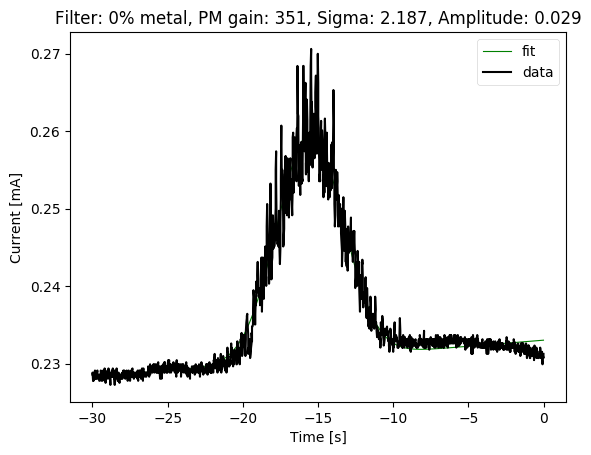 Filter: 0% metal, PM gain: 351, Sigma: 2.187, Amplitude: 0.029
fit
data
0.27
0.26
0.25
0.24
0.23
Current [mA]
−30
−25
−20
−15
−10
−5
0
Time [s]